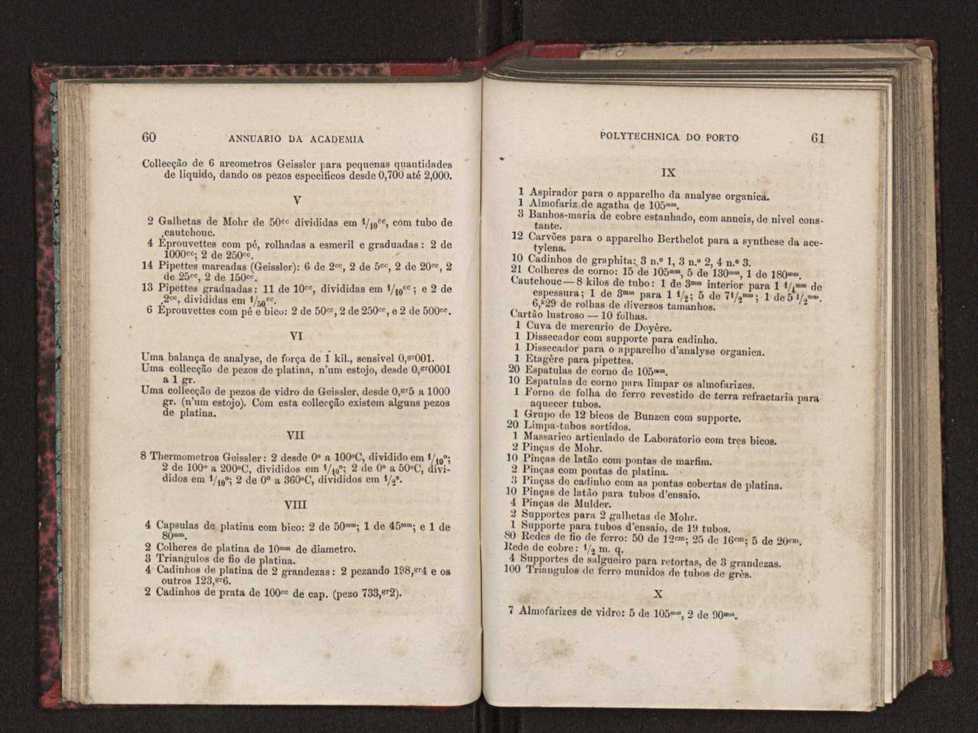 60 ANNUARIO DA ACADEMIA
Collecção de 6 areometros Geissler para pequenas quantidades
de liquido, dando os pezos especificos desde 0,700 até 2,000.
V
2 Galhetas de Mohr de 50cc divididas em 1/10cc, com tubo de
cautchouc.
4 Éprouvettes com pé, rolhadas a esmeril e graduadas: 2 de
1000cc; 2 de 250cc.
14 Pipettes marcadas (Geissler): 6 de 2cc, 2 de 5cc, 2 de 20cc, 2
de 25cc, 2 de 150cc.
13 Pipettes graduadas: 11 de 10cc, divididas em 1/10cc; e 2 de
2cc, divididas em 1/50cc.
6 Éprouvettes com pé e bico: 2 de 50cc, 2 de 250cc, e 2 de 500cc.
VI
Uma balança de analyse, de força de 1 kil., sensivel 0,gr001.
Uma collecção de pezos de platina, n'um estojo, desde 0,gr0001
a 1 gr.
Uma collecção de pezos de vidro de Geissler, desde 0,gr5 a 1000
gr. (n'um estojo). Com esta collecção existem alguns pezos
de platina.
VII
8 Thermometros Geissler: 2 desde 0º a 100ºC, dividido em 1/10º;
2 de 100º a 200ºC, divididos em 1/10º; 2 de 0º a 50ºC, divi-
didos em 1/10º; 2 de 0º a 360ºC, divididos em 1/2º.
VIII
4 Capsulas de platina com bico: 2 de 50mm; 1 de 45mm; e 1 de
80mm.
2 Colheres de platina de 10mm de diametro.
3 Triangulos de fio de platina.
4 Cadinhos de platina de 2 grandezas: 2 pezando 198,gr4 e os
outros 123,gr6.
2 Cadinhos de prata de 100cc de cap. (pezo 733,gr2).
POLYTECHNICA DO PORTO 61
IX
1 Aspirador para o apparelho da analyse organica.
1 Almofariz de agatha de 105mm.
3 Banhos-maria de cobre estanhado, com anneis, de nivel cons-
tante.
12 Carvões para o apparelho Berthelot para a synthese da ace-
tylena.
10 Cadinhos de graphita: 3 n.º 1, 3 n.º 2, 4 n.º 3.
21 Colheres de corno: 15 de 105mm, 5 de 130mm, 1 de 180mm.
Cautchouc — 8 kilos de tubo: 1 de 3mm interior para 1 1/4mm de
espessura; 1 de 3mm para 1 1/2; 5 de 7 1/2mm; 1 de 5 1/2mm.
6,k29 de rolhas de diversos tamanhos.
Cartão lustroso — 10 folhas.
1 Cuva de mercurio de Doyère.
1 Dissecador com supporte para cadinho.
1 Dissecador para o apparelho d'analyse organica.
1 Etagère para pipettes.
20 Espatulas de corno de 105mm.
10 Espatulas de corno para limpar os almofarizes.
1 Forno de folha de ferro revestido de terra refractaria para
aquecer tubos.
1 Grupo de 12 bicos de Bunzen com supporte.
20 Limpa-tubos sortidos.
1 Massarico articulado de Laboratorio com tres bicos.
2 Pinças de Mohr.
10 Pinças de latão com pontas de marfim.
2 Pinças com pontas de platina.
3 Pinças de cadinho com as pontas cobertas de platina.
10 Pinças de latão para tubos d'ensaio.
4 Pinças de Mulder.
2 Supportes para 2 galhetas de Mohr.
1 Supporte para tubos d'ensaio, de 19 tubos.
80 Redes de fio de ferro: 50 de 12cm; 25 de 16cm; 5 de 20cm.
Rede de cobre: 1/2 m. q.
4 Supportes de salgueiro para retortas, de 3 grandezas.
100 Triangulos de ferro munidos de tubos de grès.
X
7 Almofarizes de vidro: 5 de 105mm, 2 de 90mm.